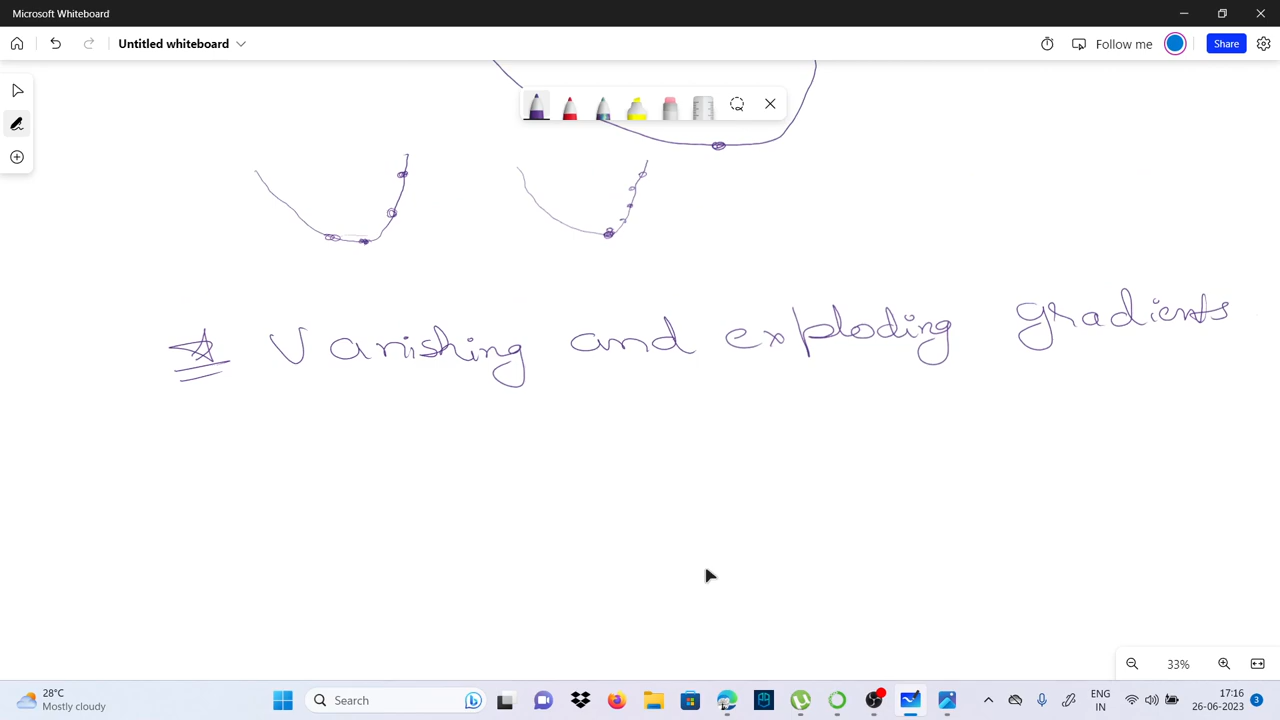 Microsoft Whiteboard
Untitled whiteboard
Follow me
Share
Vanishing and exploding gradients
33%
28°C
Mostly cloudy
Search
ENG
IN
17:16
26-06-2023
3